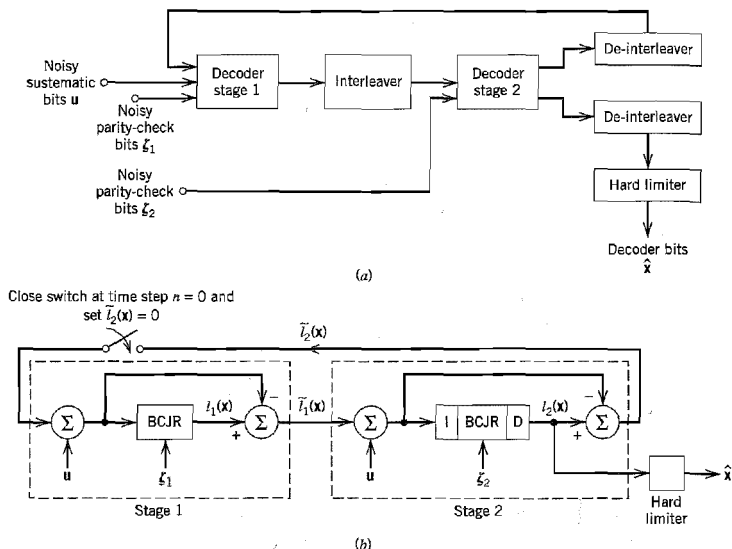 Noisy
sustematic
bits u
Noisy
parity-check
bits ζ₁
Noisy
parity-check
bits ζ₂
Decoder
stage 1
Interleaver
Decoder
stage 2
De-interleaver
De-interleaver
Hard limiter
Decoder bits
x̂
(a)
Close switch at time step n = 0 and
set l̃₂(x) = 0
l̃₂(x)
Σ
BCJR
l₁(x)
−
+
Σ
l̃₁(x)
Σ
I BCJR D
l₂(x)
−
+
Σ
u
ζ₁
u
ζ₂
x̂
Stage 1
Stage 2
Hard
limiter
(b)